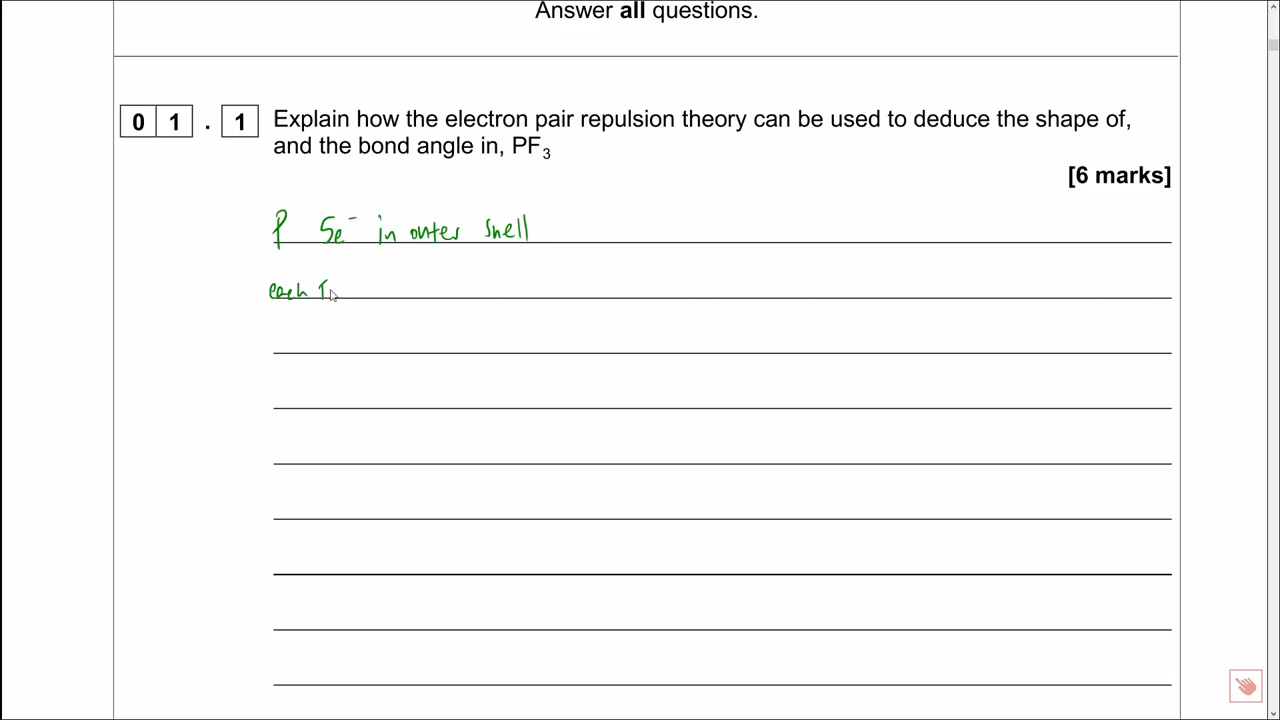 Answer all questions.
0 1 . 1 Explain how the electron pair repulsion theory can be used to deduce the shape of,
and the bond angle in, PF3
[6 marks]
P 5e⁻ in outer shell
each